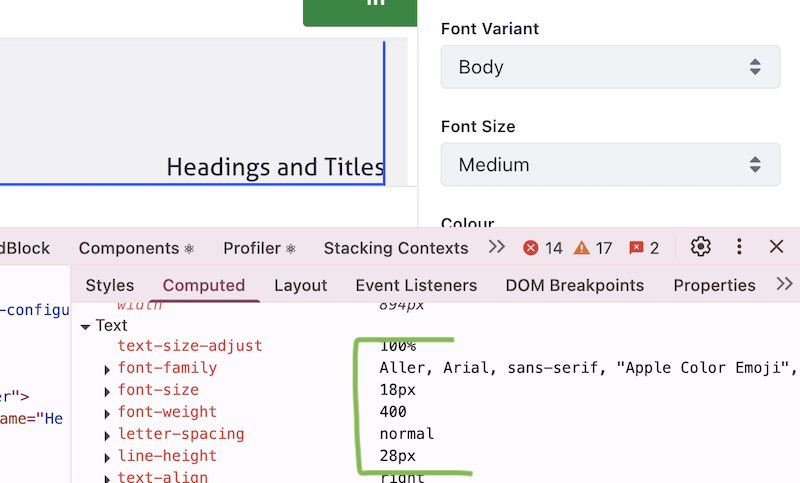 in
Font Variant
Body
Font Size
Headings and Titles
Medium
Colour
dBlock Components Profiler Stacking Contexts 14 17 2
Styles Computed Layout Event Listeners DOM Breakpoints Properties
width 894px
-configu
Text
text-size-adjust 100%
font-family Aller, Arial, sans-serif, "Apple Color Emoji",
er"> font-size 18px
ame="He font-weight 400
letter-spacing normal
line-height 28px
text-align right